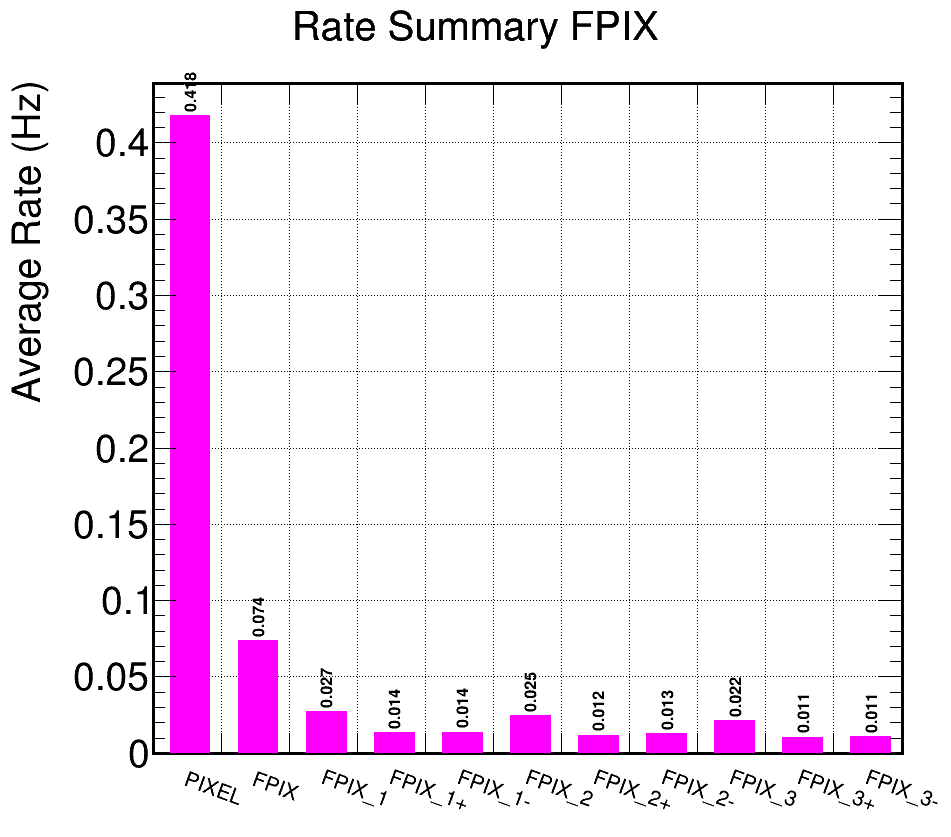 Rate Summary FPIX
Average Rate (Hz)
0.4
0.35
0.3
0.25
0.2
0.15
0.1
0.05
0
0.418
0.074
0.027
0.014
0.014
0.025
0.012
0.013
0.022
0.011
0.011
PIXEL
FPIX
FPIX_1
FPIX_1+
FPIX_1-
FPIX_2
FPIX_2+
FPIX_2-
FPIX_3
FPIX_3+
FPIX_3-